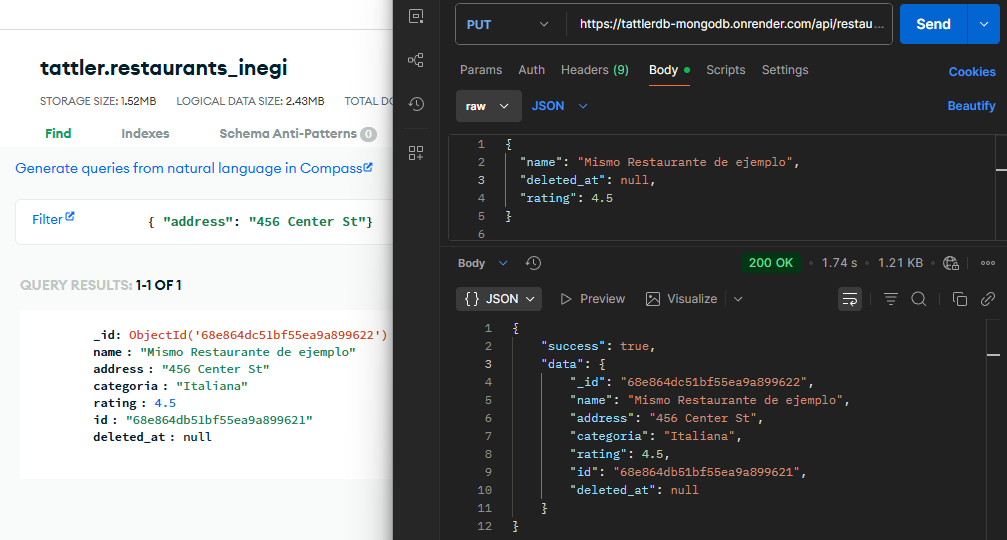 tattler.restaurants_inegi
STORAGE SIZE: 1.52MB LOGICAL DATA SIZE: 2.43MB TOTAL DO
Find Indexes Schema Anti-Patterns 0
Generate queries from natural language in Compass
Filter { "address": "456 Center St"}
QUERY RESULTS: 1-1 OF 1
_id: ObjectId('68e864dc51bf55ea9a899622')
name : "Mismo Restaurante de ejemplo"
address : "456 Center St"
categoria : "Italiana"
rating : 4.5
id : "68e864db51bf55ea9a899621"
deleted_at : null
PUT https://tattlerdb-mongodb.onrender.com/api/restau... Send
Params Auth Headers (9) Body Scripts Settings Cookies
raw JSON Beautify
1 {
2 "name": "Mismo Restaurante de ejemplo",
3 "deleted_at": null,
4 "rating": 4.5
5 }
6
Body 200 OK • 1.74 s • 1.21 KB
{} JSON Preview Visualize
1 {
2 "success": true,
3 "data": {
4 "_id": "68e864dc51bf55ea9a899622",
5 "name": "Mismo Restaurante de ejemplo",
6 "address": "456 Center St",
7 "categoria": "Italiana",
8 "rating": 4.5,
9 "id": "68e864db51bf55ea9a899621",
10 "deleted_at": null
11 }
12 }